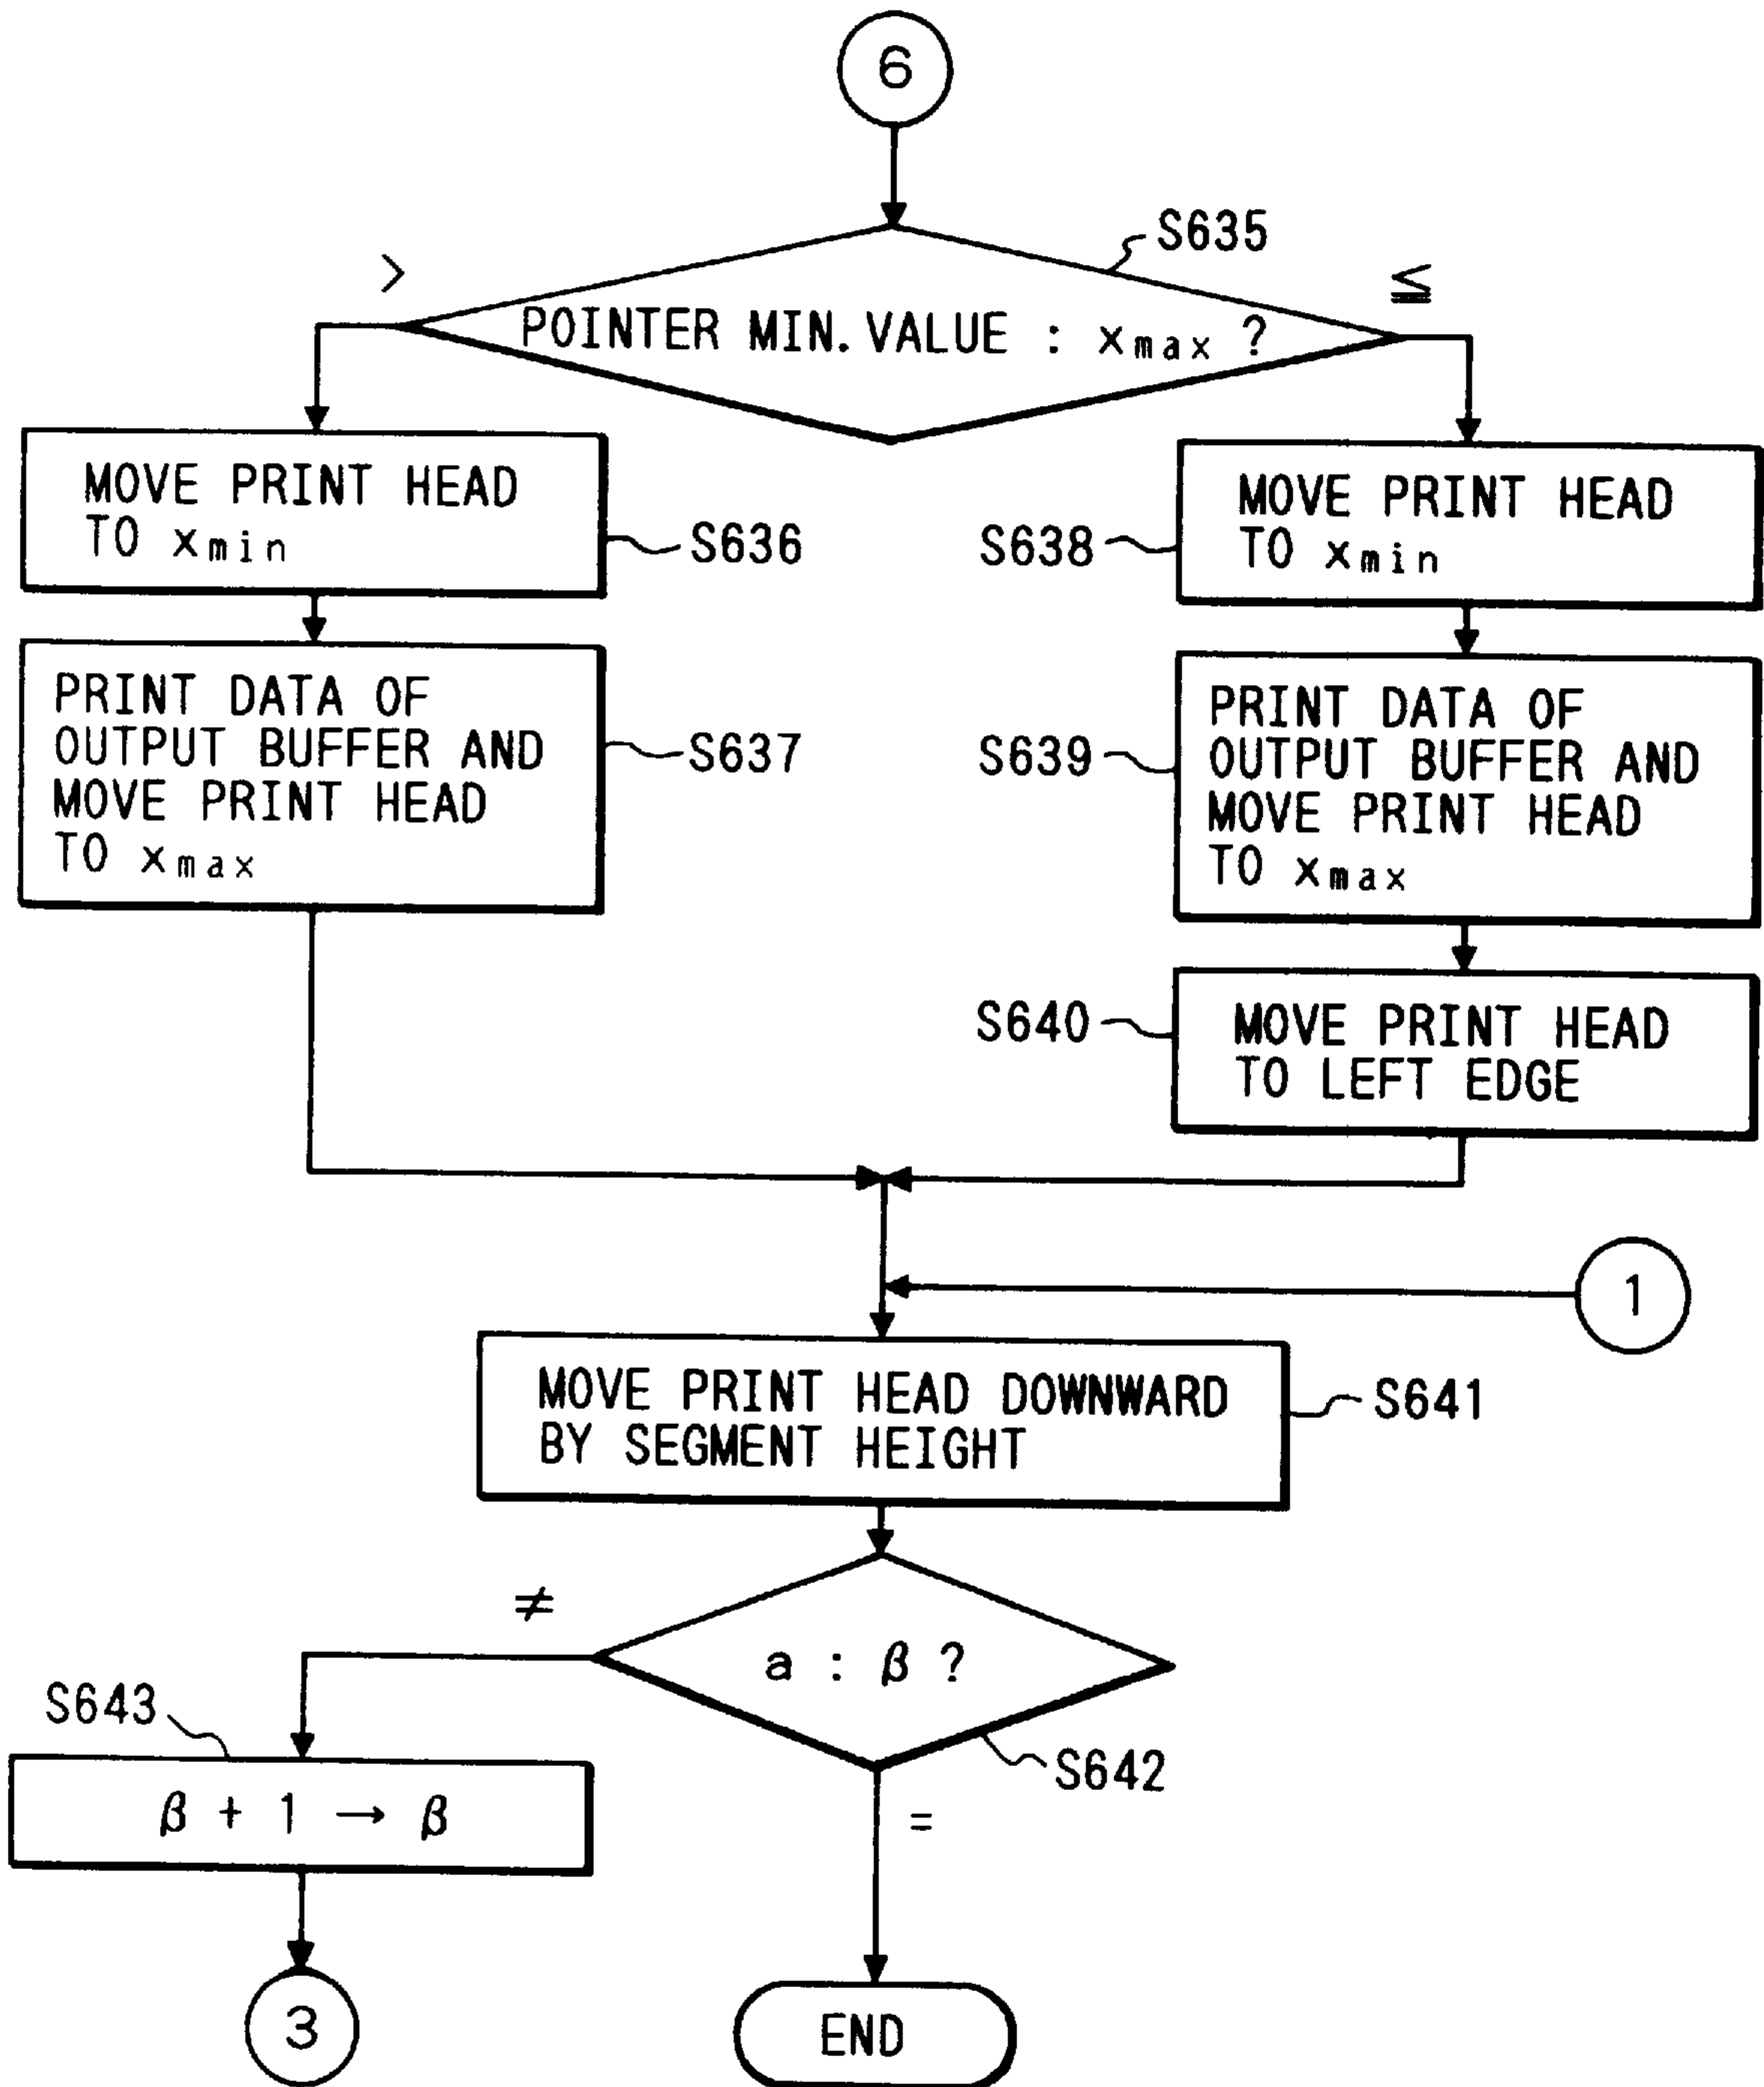 6
S635
>
≦
POINTER MIN. VALUE : xmax ?
MOVE PRINT HEAD
TO xmin
S636
S638
MOVE PRINT HEAD
TO xmin
PRINT DATA OF
OUTPUT BUFFER AND
MOVE PRINT HEAD
TO xmax
S637
S639
PRINT DATA OF
OUTPUT BUFFER AND
MOVE PRINT HEAD
TO xmax
S640
MOVE PRINT HEAD
TO LEFT EDGE
1
MOVE PRINT HEAD DOWNWARD
BY SEGMENT HEIGHT
S641
≠
a : β ?
S643
S642
β + 1 → β
=
3
END